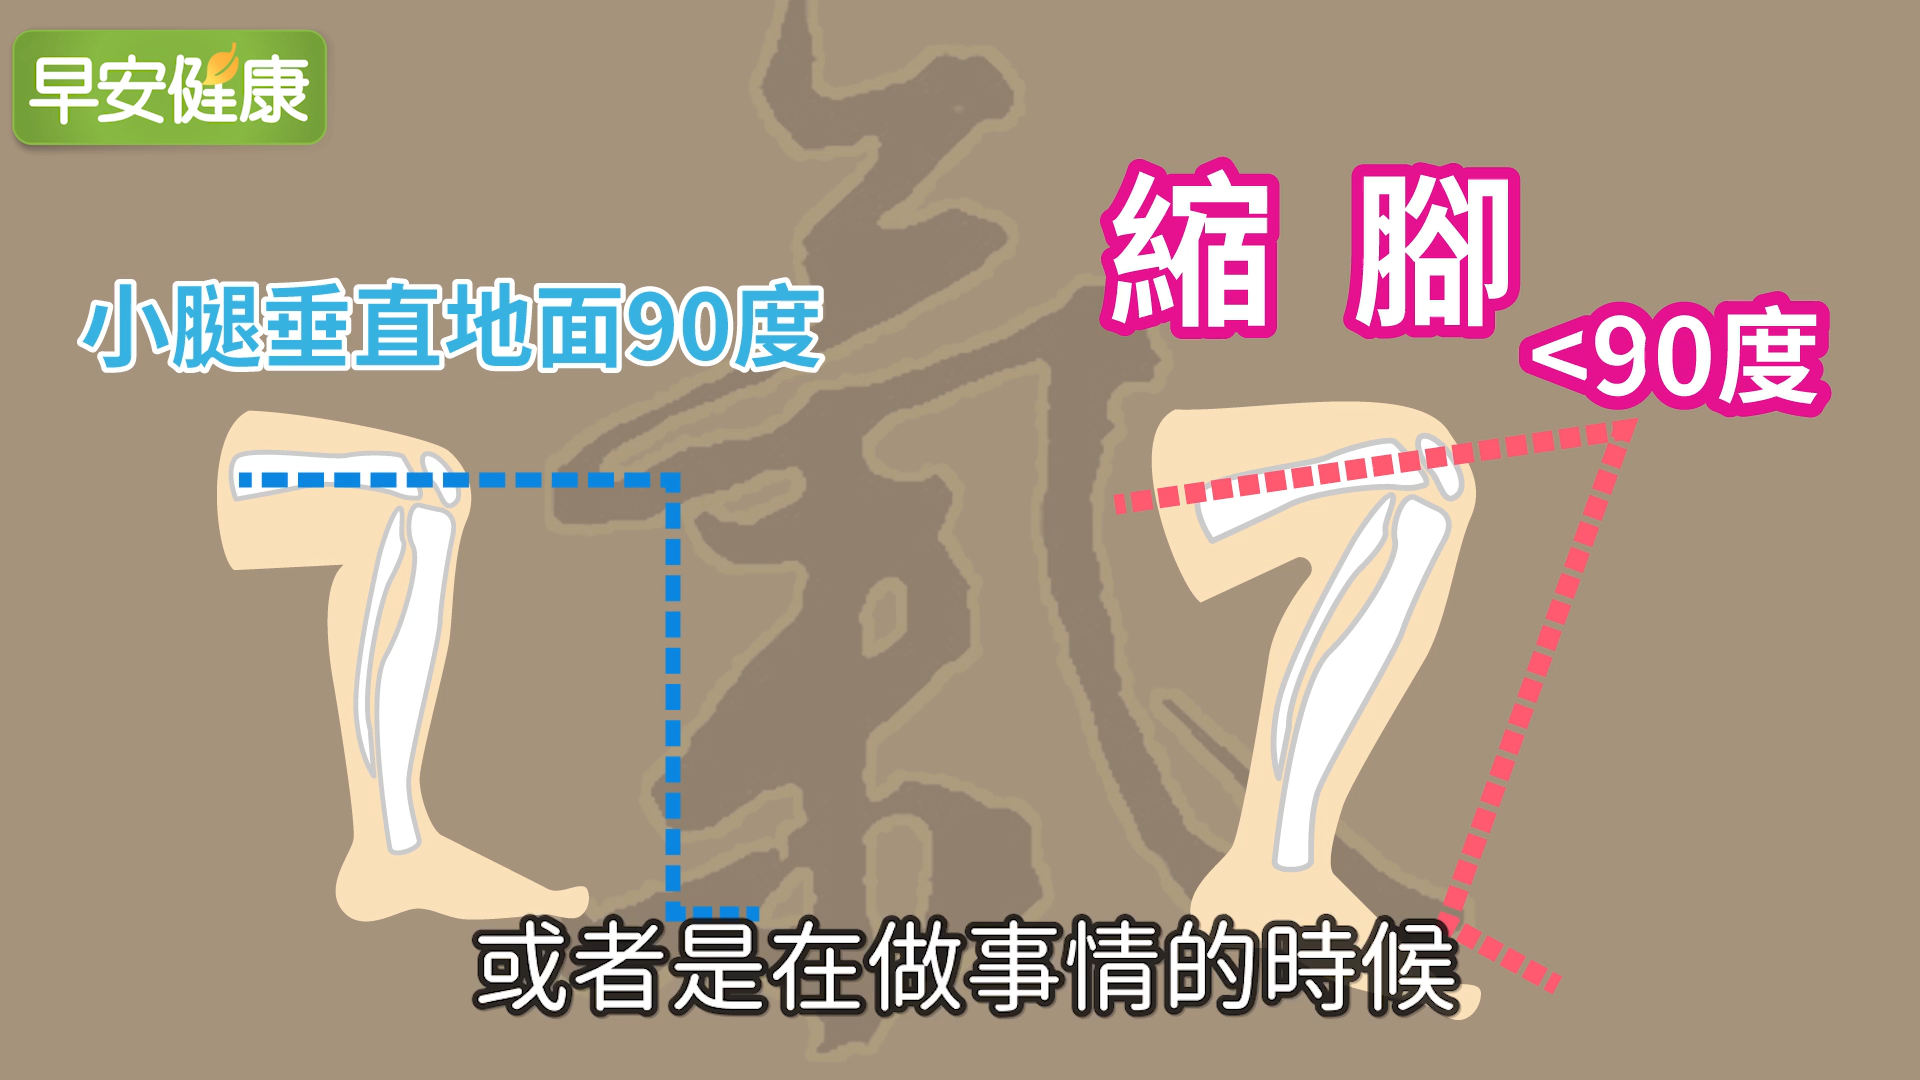 早安健康
縮腳
小腿垂直地面90度
<90度
或者是在做事情的時候